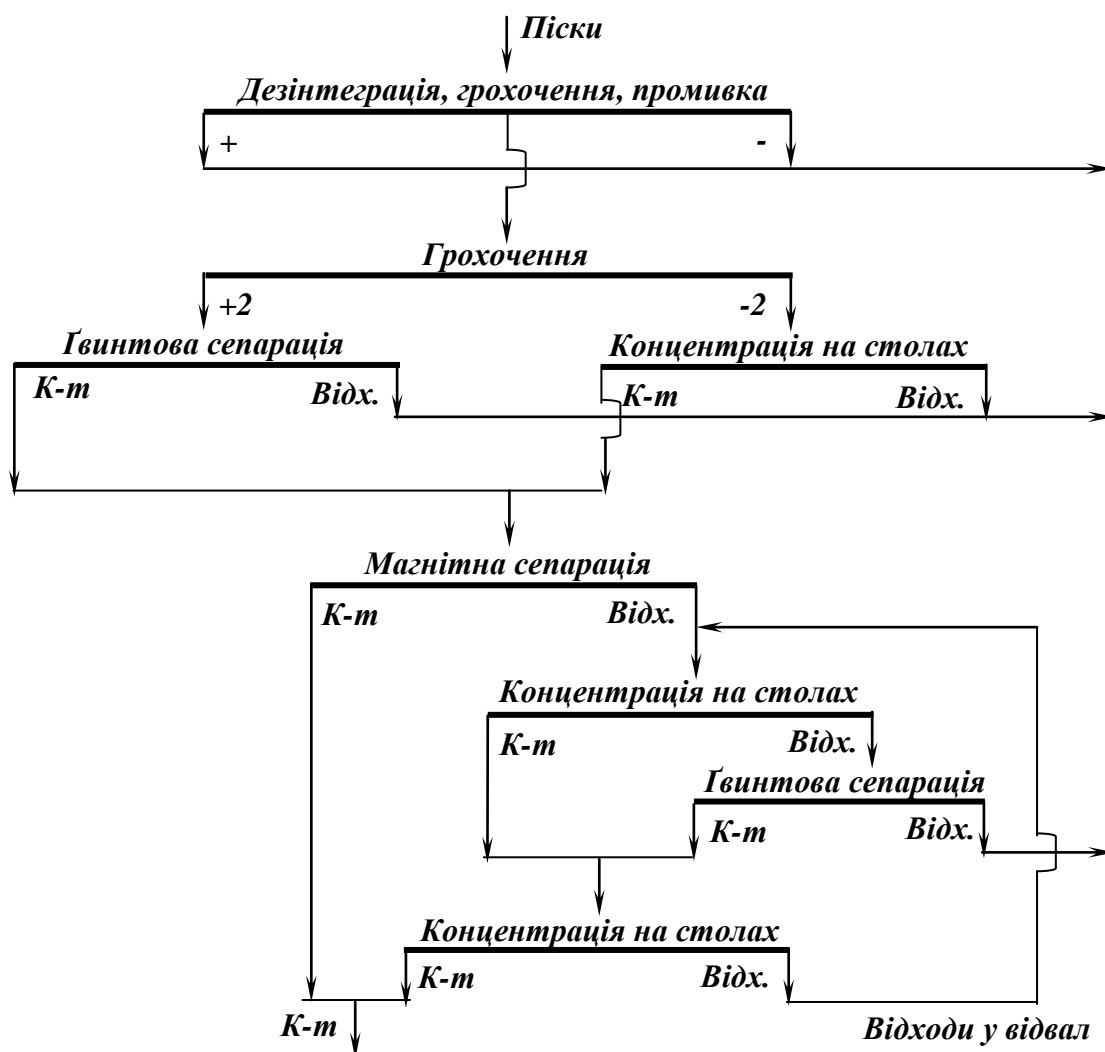 Піски
Дезінтеграція, грохочення, промивка
+ -
Грохочення
+2 -2
Ґвинтова сепарація Концентрація на столах
К-т Відх. К-т Відх.
Магнітна сепарація
К-т Відх.
Концентрація на столах
К-т Відх.
Ґвинтова сепарація
К-т Відх.
Концентрація на столах
К-т Відх.
К-т Відходи у відвал